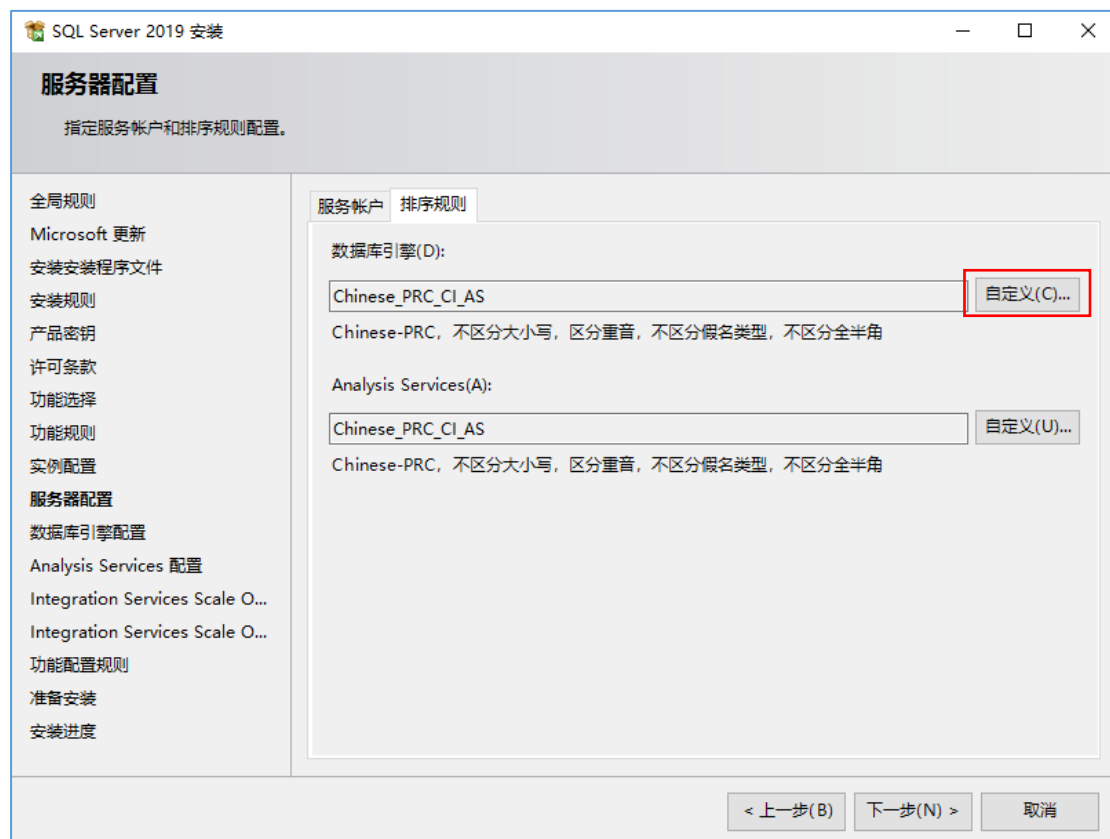 SQL Server 2019 安装
服务器配置
指定服务帐户和排序规则配置。
全局规则
Microsoft 更新
安装安装程序文件
安装规则
产品密钥
许可条款
功能选择
功能规则
实例配置
服务器配置
数据库引擎配置
Analysis Services 配置
Integration Services Scale O...
Integration Services Scale O...
功能配置规则
准备安装
安装进度
服务帐户 排序规则
数据库引擎(D):
Chinese_PRC_CI_AS 自定义(C)...
Chinese-PRC，不区分大小写，区分重音，不区分假名类型，不区分全半角
Analysis Services(A):
Chinese_PRC_CI_AS 自定义(U)...
Chinese-PRC，不区分大小写，区分重音，不区分假名类型，不区分全半角
< 上一步(B) 下一步(N) > 取消